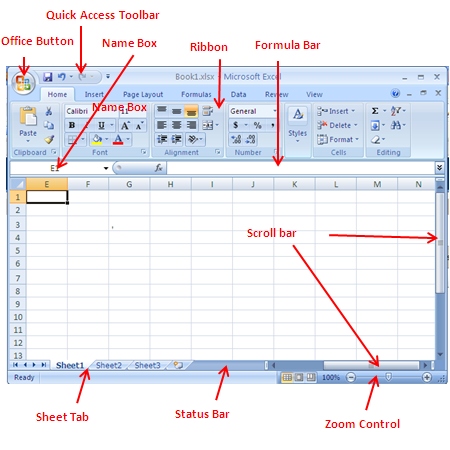 Quick Access Toolbar
Office Button
Name Box
Ribbon
Formula Bar
Book1.xlsx - Microsoft Excel
Home Insert Page Layout Formulas Data Review View
Paste
Calibri 11
Name Box
General
$ % ,
Styles
Insert
Delete
Format
Σ
Clipboard Font Alignment Number Cells Editing
E1
fx
E F G H I J K L M N
1
2
3
4
5
6
7
8
9
10
11
12
13
Scroll bar
Sheet1 Sheet2 Sheet3
Ready 100%
Sheet Tab
Status Bar
Zoom Control